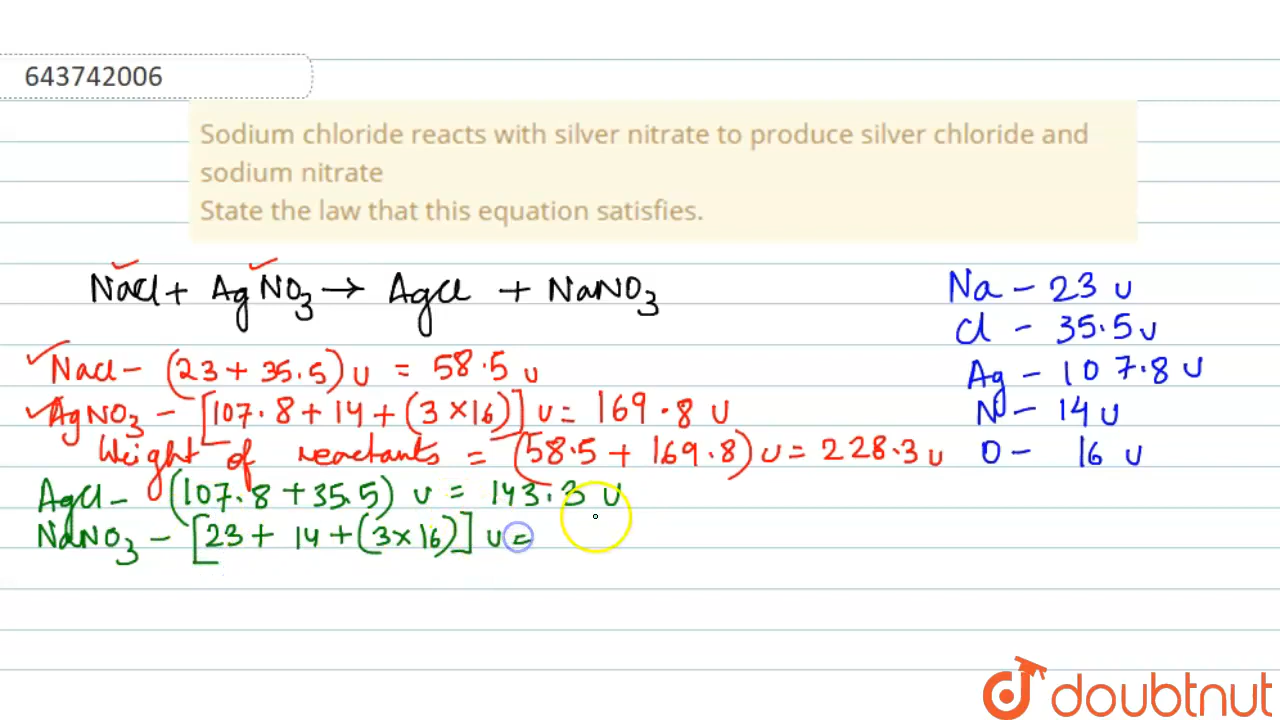 643742006
Sodium chloride reacts with silver nitrate to produce silver chloride and
sodium nitrate
State the law that this equation satisfies.
NaCl + AgNO3 → AgCl + NaNO3
Na - 23 u
Cl - 35.5 u
Ag - 107.8 u
N - 14 u
O - 16 u
NaCl - (23 + 35.5) u = 58.5 u
AgNO3 - [107.8 + 14 + (3 × 16)] u = 169.8 u
Weight of reactants = (58.5 + 169.8) u = 228.3 u
AgCl - (107.8 + 35.5) u = 143.3 u
NaNO3 - [23 + 14 + (3 × 16)] u =
doubtnut